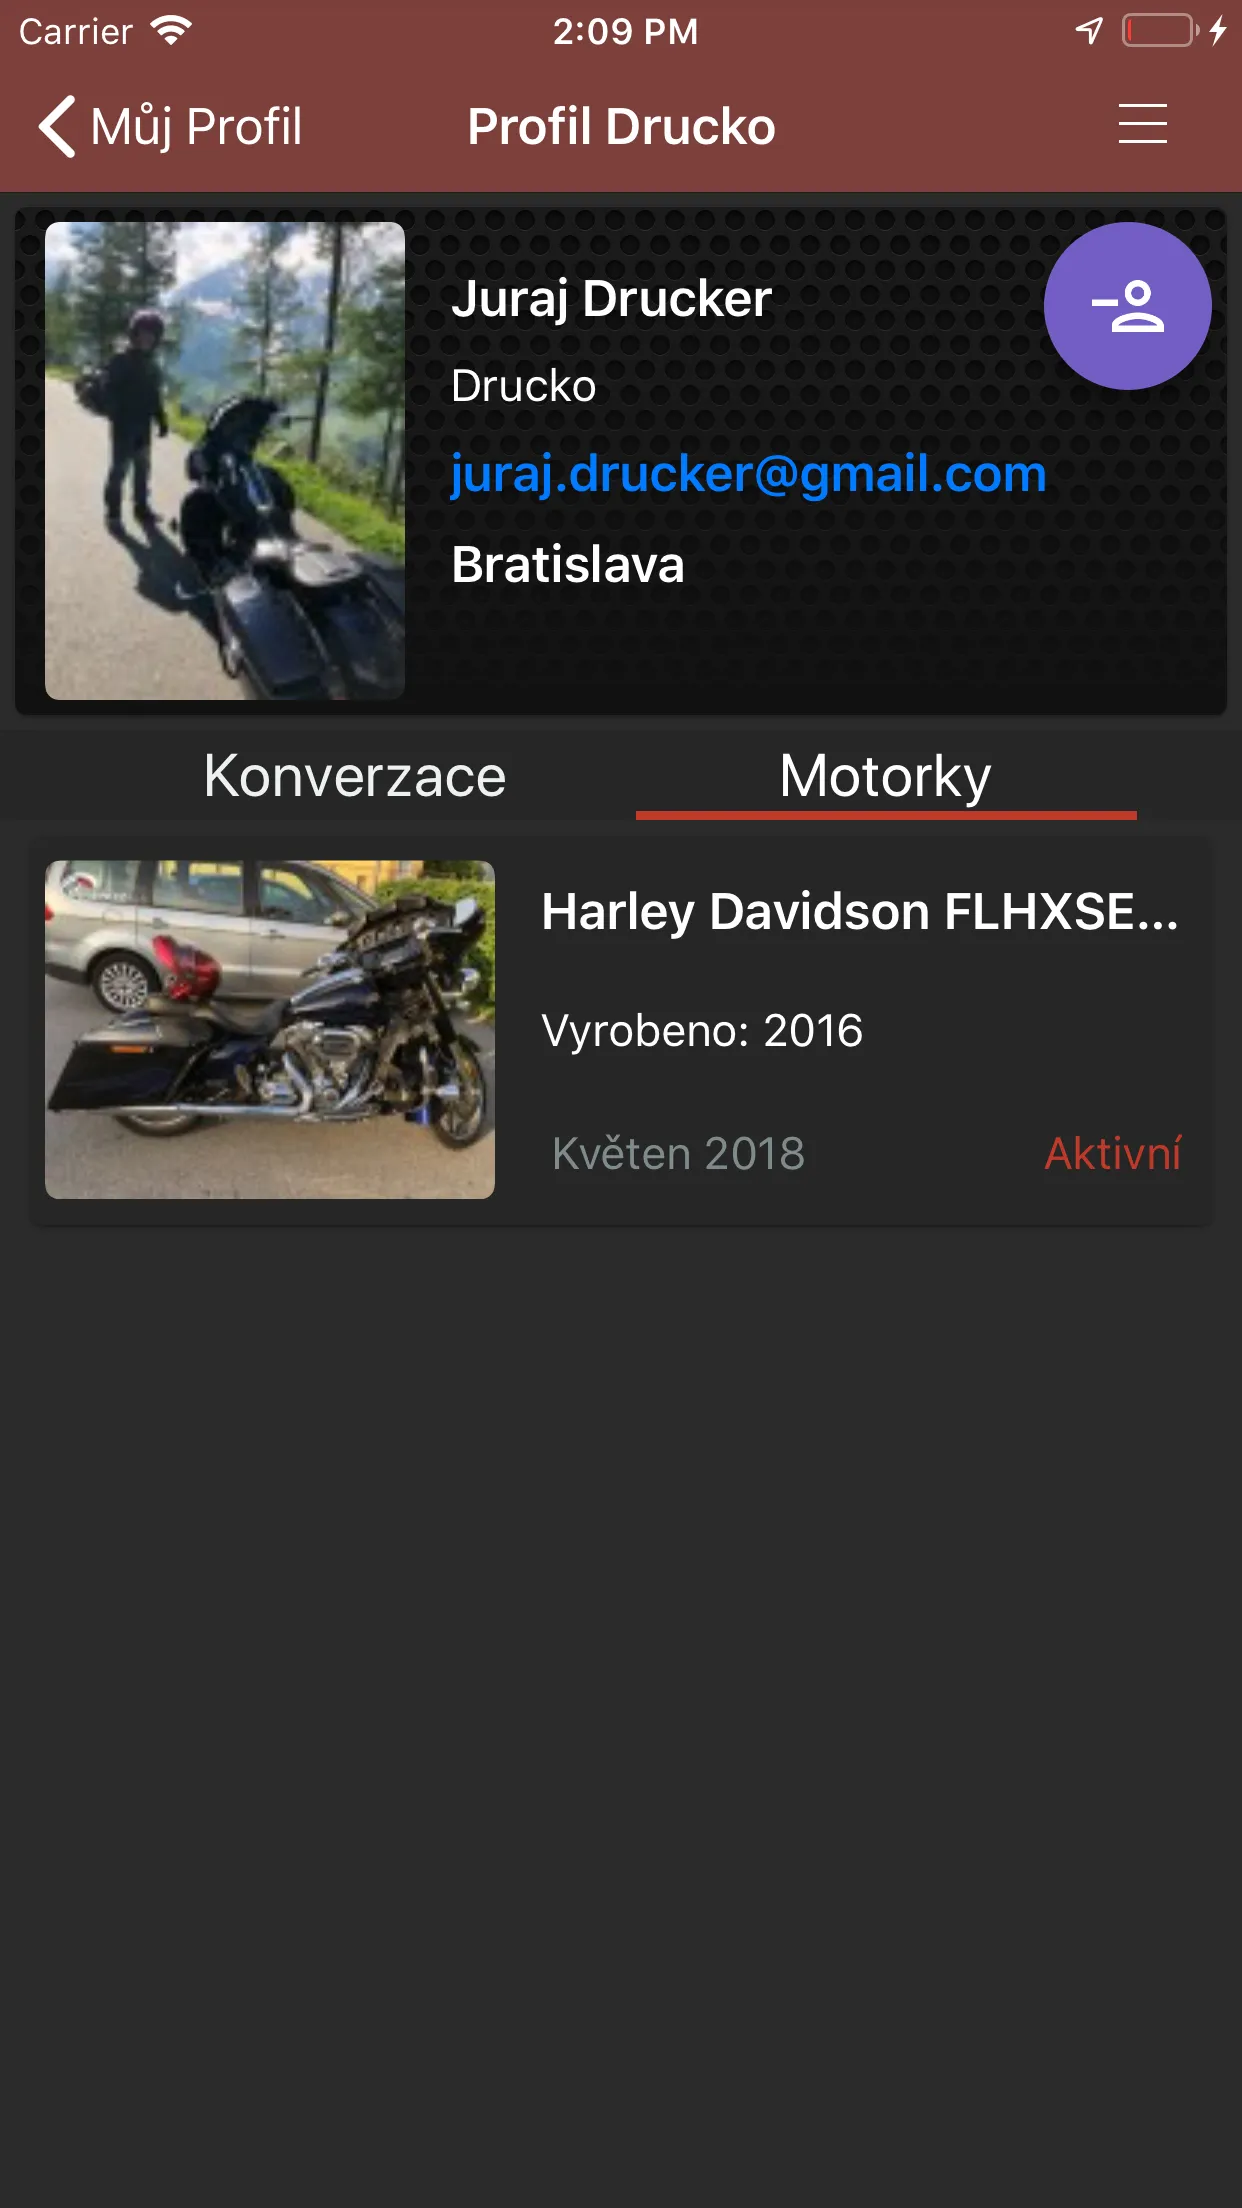 Carrier
2:09 PM
Můj Profil
Profil Drucko
Juraj Drucker
Drucko
juraj.drucker@gmail.com
Bratislava
Konverzace
Motorky
Harley Davidson FLHXSE...
Vyrobeno: 2016
Květen 2018
Aktivní